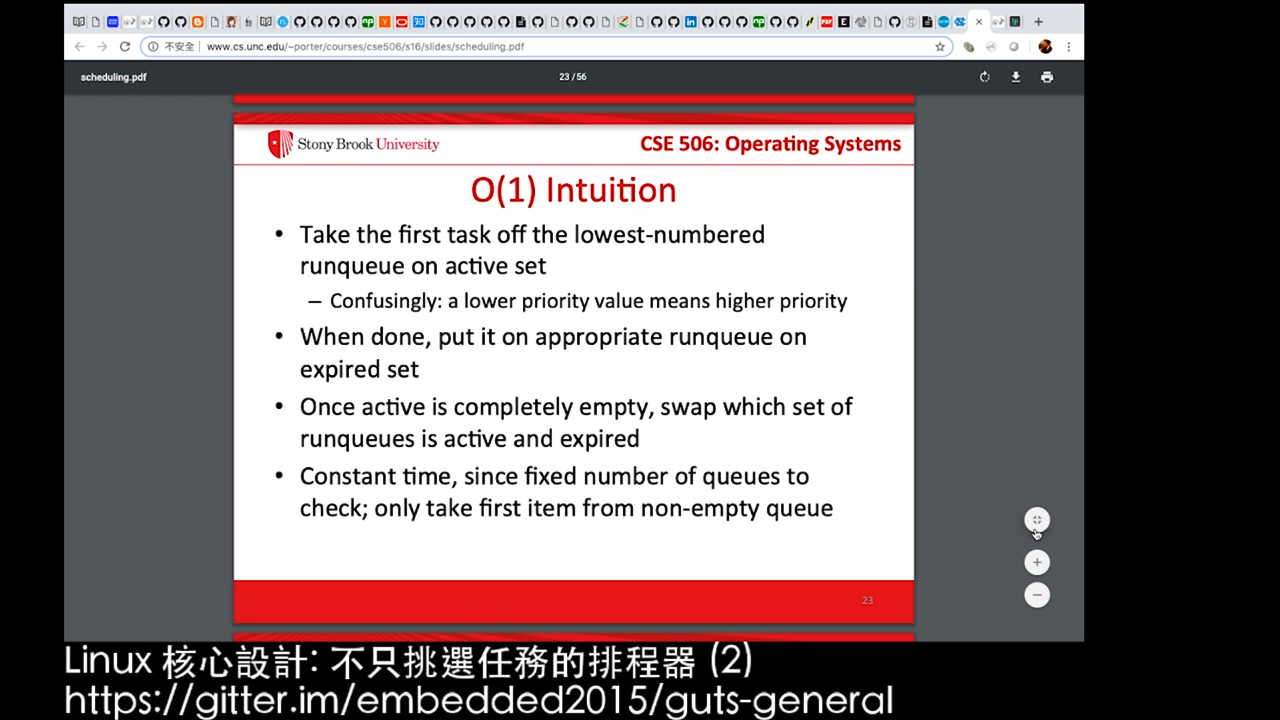 不安全 www.cs.unc.edu/~porter/courses/cse506/s16/slides/scheduling.pdf
scheduling.pdf 23 / 56
Stony Brook University CSE 506: Operating Systems
O(1) Intuition
• Take the first task off the lowest-numbered
runqueue on active set
– Confusingly: a lower priority value means higher priority
• When done, put it on appropriate runqueue on
expired set
• Once active is completely empty, swap which set of
runqueues is active and expired
• Constant time, since fixed number of queues to
check; only take first item from non-empty queue
23
Linux 核心設計: 不只挑選任務的排程器 (2)
https://gitter.im/embedded2015/guts-general